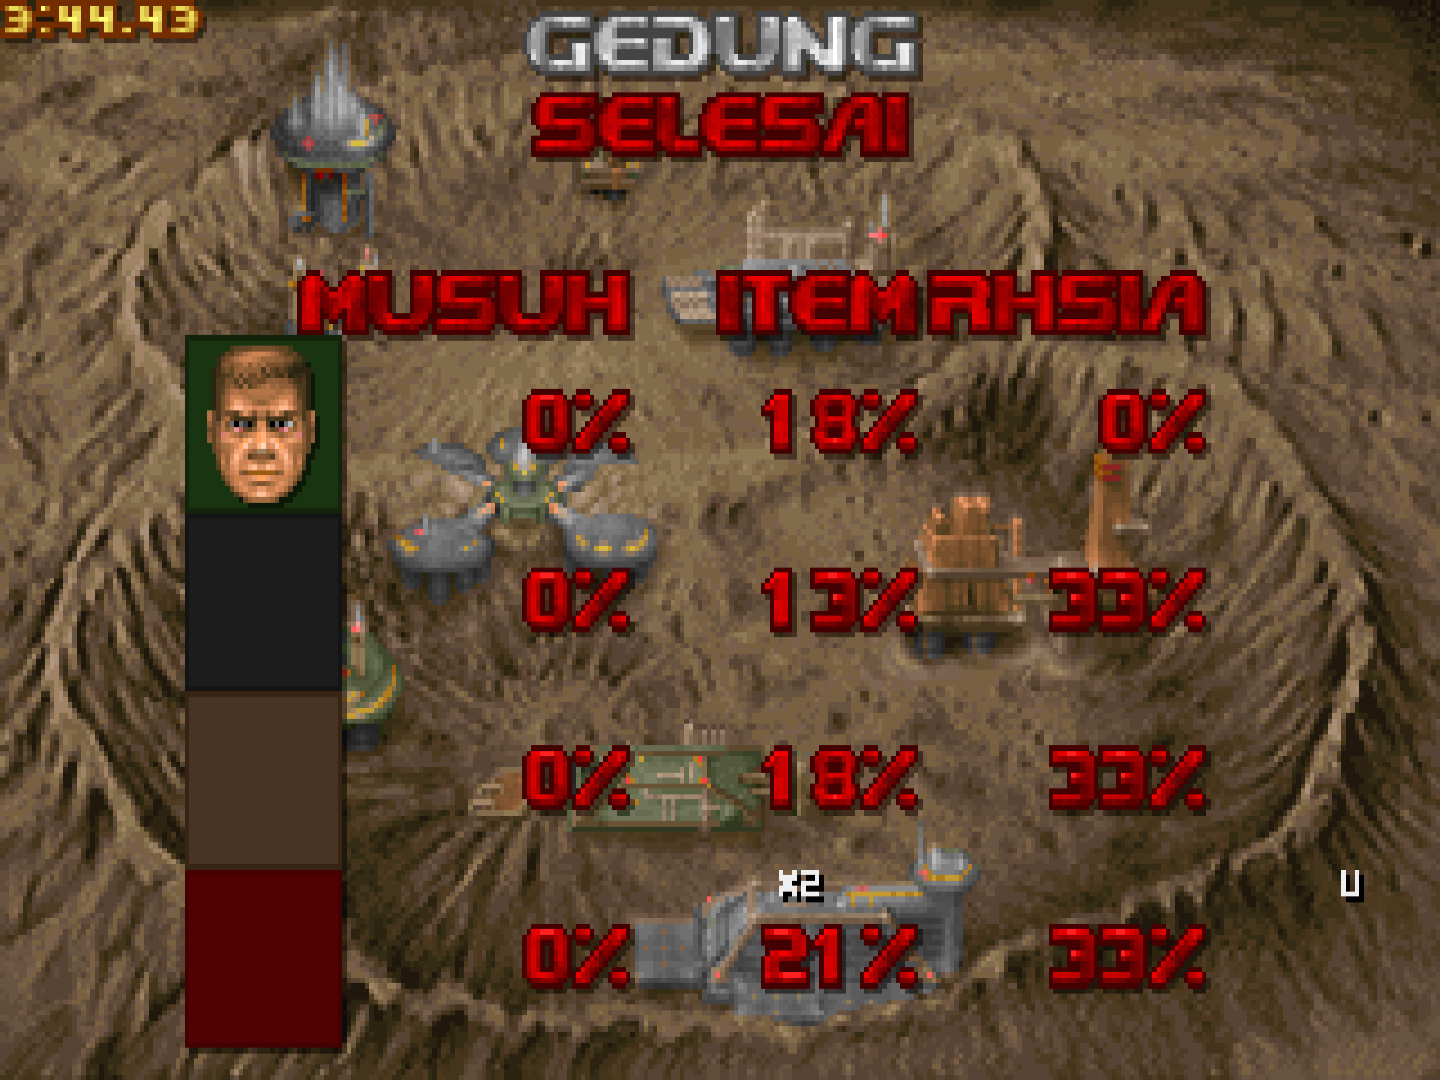 3:44.43
GEDUNG
SELESAI
MUSUH ITEM RHSIA
0% 18% 0%
0% 13% 33%
0% 18% 33%
X2 U
0% 21% 33%